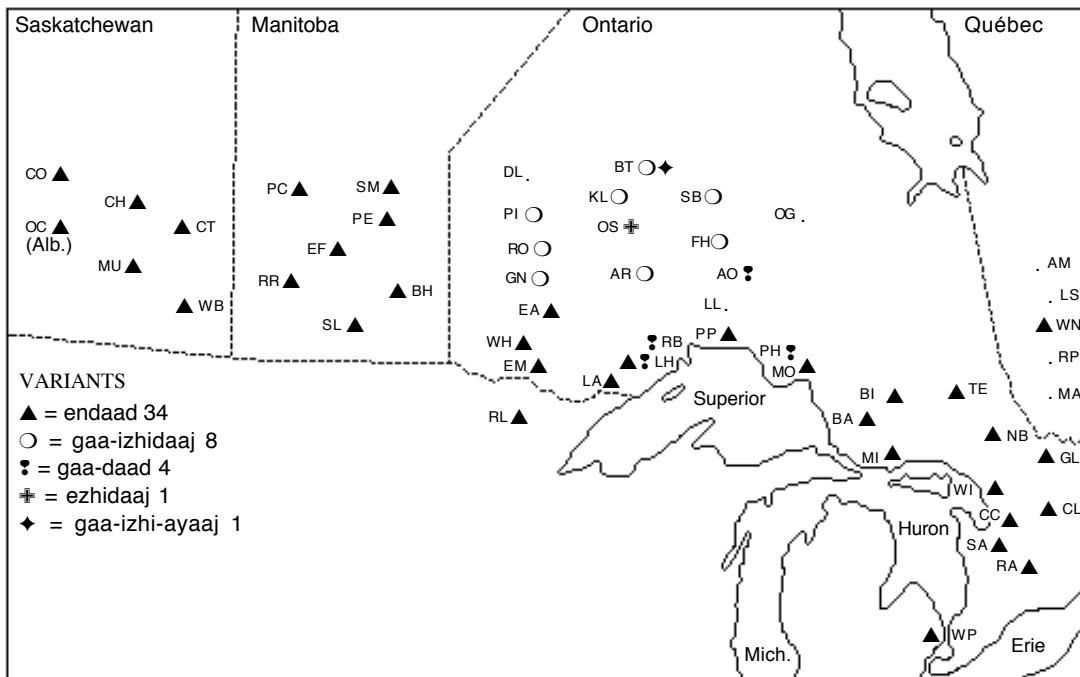 Saskatchewan Manitoba Ontario Québec
CO
CH
OC
(Alb.)
CT
MU
WB
PC
SM
PE
EF
RR
BH
SL
DL
BT
KL
SB
PI
OS
OG
RO
FH
GN
AR
AO
EA
LL
WH
RB
PP
PH
EM
LH
MO
LA
RL
AM
LS
WN
RP
MA
BI
TE
BA
NB
MI
GL
WI
CC
CL
SA
RA
WP
Superior
Huron
Mich.
Erie
VARIANTS
▲ = endaad 34
❍ = gaa-izhidaaj 8
❢ = gaa-daad 4
✙ = ezhidaaj 1
✦ = gaa-izhi-ayaaj 1